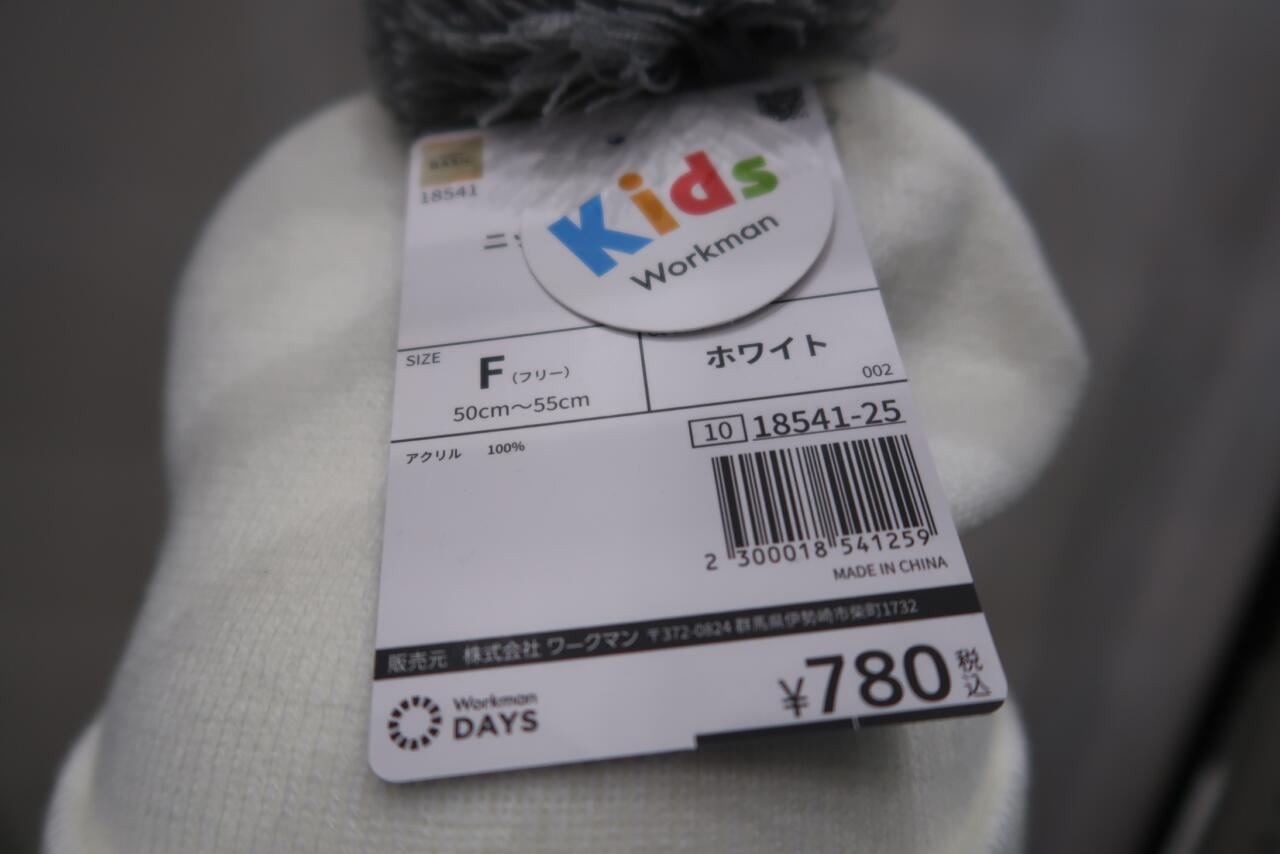 BASIC
18541
Kids
Workman
SIZE
F (フリー)
50cm～55cm
ホワイト
002
アクリル 100%
10 18541-25
2 300018 541259
MADE IN CHINA
販売元 株式会社 ワークマン 〒372-0824 群馬県伊勢崎市柴町1732
Workman
DAYS
¥780 税込